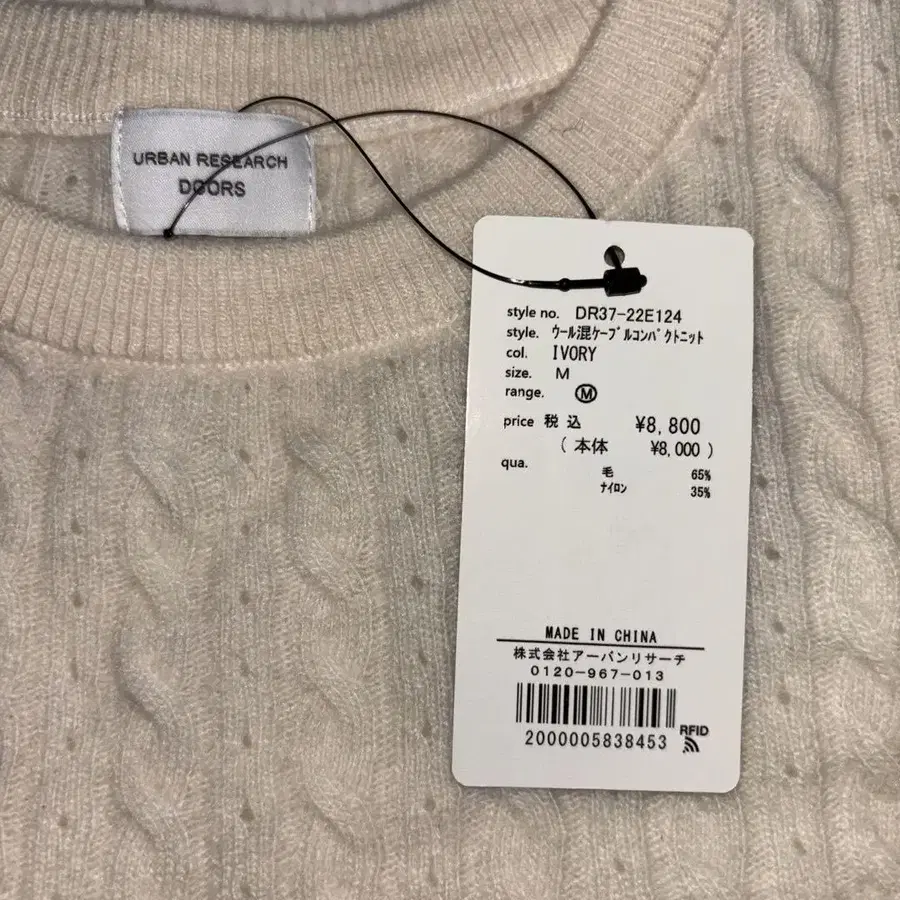 URBAN RESEARCH
DOORS
style no. DR37-22E124
style. ウール混ケーブルコンパクトニット
col. IVORY
size. M
range. Ⓜ
price 税込 ¥8,800
(本体 ¥8,000)
qua.
毛 65%
ナイロン 35%
MADE IN CHINA
株式会社アーバンリサーチ
0120-967-013
RFID
2000005838453